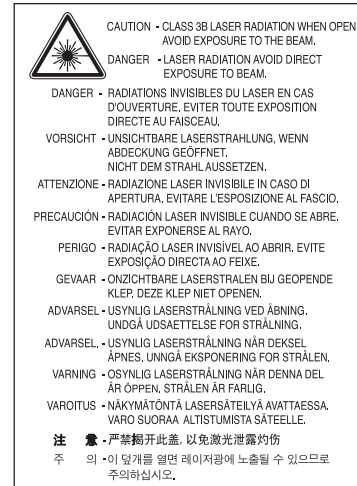 CAUTION - CLASS 3B LASER RADIATION WHEN OPEN
AVOID EXPOSURE TO THE BEAM.
DANGER - LASER RADIATION AVOID DIRECT
EXPOSURE TO BEAM.
DANGER - RADIATIONS INVISIBLES DU LASER EN CAS
D'OUVERTURE. EVITER TOUTE EXPOSITION
DIRECTE AU FAISCEAU.
VORSICHT - UNSICHTBARE LASERSTRAHLUNG, WENN
ABDECKUNG GEÖFFNET.
NICHT DEM STRAHL AUSSETZEN.
ATTENZIONE - RADIAZIONE LASER INVISIBILE IN CASO DI
APERTURA. EVITARE L'ESPOSIZIONE AL FASCIO.
PRECAUCIÓN - RADIACIÓN LASER INVISIBLE CUANDO SE ABRE.
EVITAR EXPONERSE AL RAYO.
PERIGO - RADIAÇÃO LASER INVISÍVEL AO ABRIR. EVITE
EXPOSIÇÃO DIRECTA AO FEIXE.
GEVAAR - ONZICHTBARE LASERSTRALEN BIJ GEOPENDE
KLEP. DEZE KLEP NIET OPENEN.
ADVARSEL - USYNLIG LASERSTRÅLNING VED ÅBNING.
UNDGÅ UDSAETTELSE FOR STRÅLNING.
ADVARSEL. - USYNLIG LASERSTRÅLNING NÅR DEKSEL
ÅPNES. UNNGÅ EKSPONERING FOR STRÅLEN.
VARNING - OSYNLIG LASERSTRÅLNING NÄR DENNA DEL
ÄR ÖPPEN. STRÅLEN ÄR FARLIG.
VAROITUS - NÄKYMÄTÖNTÄ LASERSÄTEILYÄ AVATTAESSA.
VARO SUORAA ALTISTUMISTA SÄTEELLE.
注 意 - 严禁揭开此盖, 以免激光泄露灼伤
주 의 - 이 덮개를 열면 레이저광에 노출될 수 있으므로
주의하십시오.